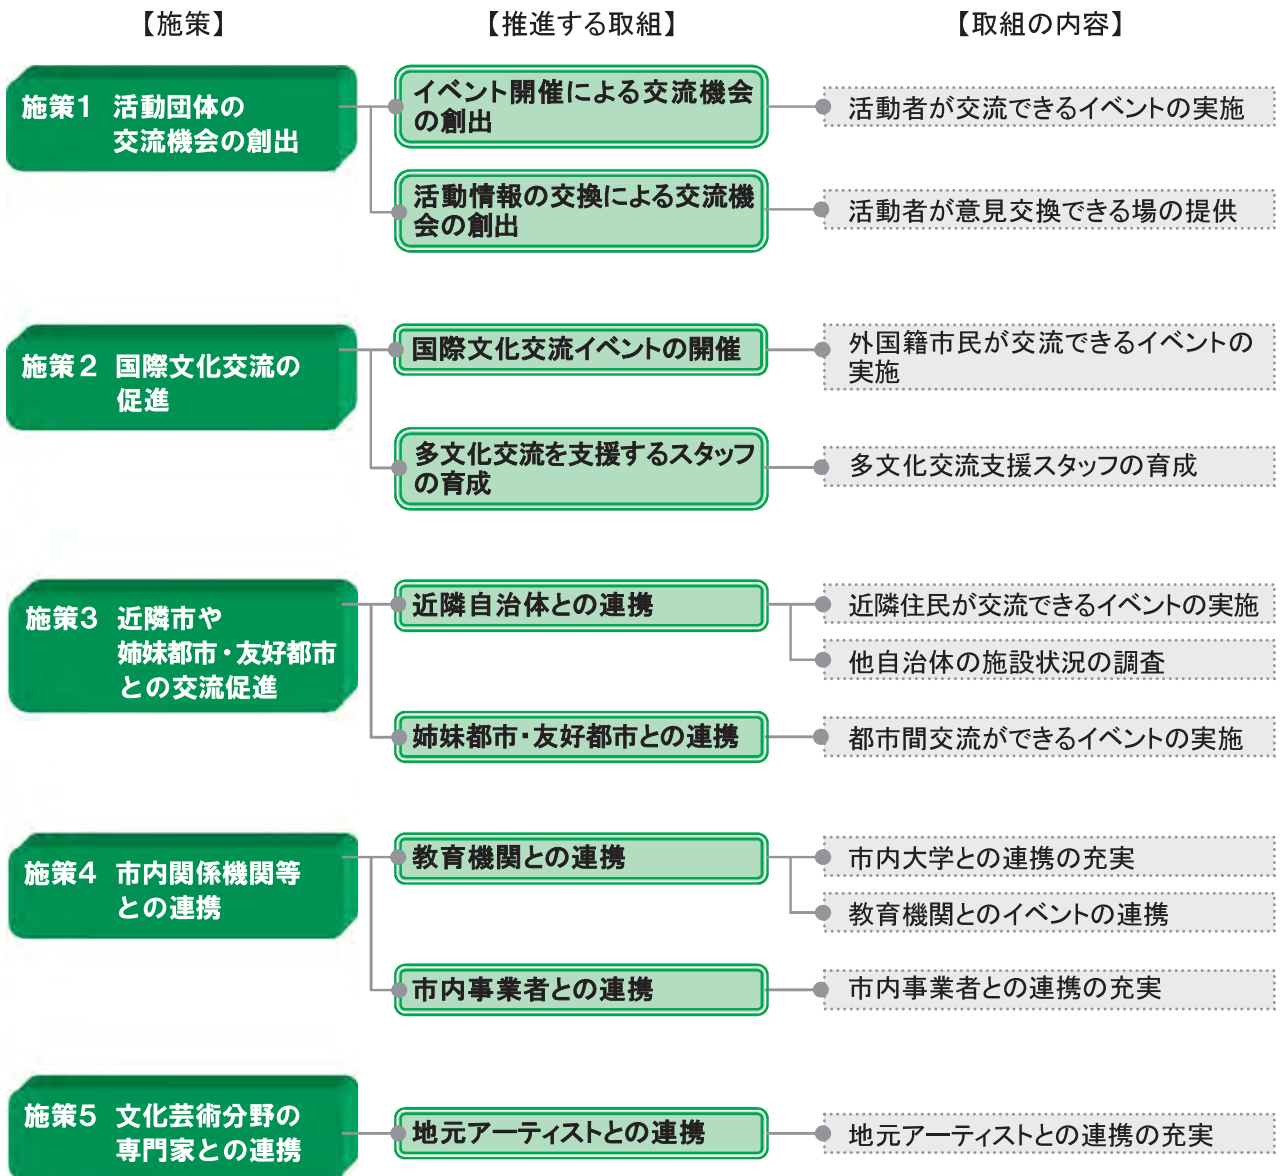 【施策】
【推進する取組】
【取組の内容】
施策1 活動団体の
交流機会の創出
イベント開催による交流機会
の創出
活動者が交流できるイベントの実施
活動情報の交換による交流機
会の創出
活動者が意見交換できる場の提供
施策2 国際文化交流の
促進
国際文化交流イベントの開催
外国籍市民が交流できるイベントの
実施
多文化交流を支援するスタッフ
の育成
多文化交流支援スタッフの育成
施策3 近隣市や
姉妹都市・友好都市
との交流促進
近隣自治体との連携
近隣住民が交流できるイベントの実施
他自治体の施設状況の調査
姉妹都市・友好都市との連携
都市間交流ができるイベントの実施
施策4 市内関係機関等
との連携
教育機関との連携
市内大学との連携の充実
教育機関とのイベントの連携
市内事業者との連携
市内事業者との連携の充実
施策5 文化芸術分野の
専門家との連携
地元アーティストとの連携
地元アーティストとの連携の充実